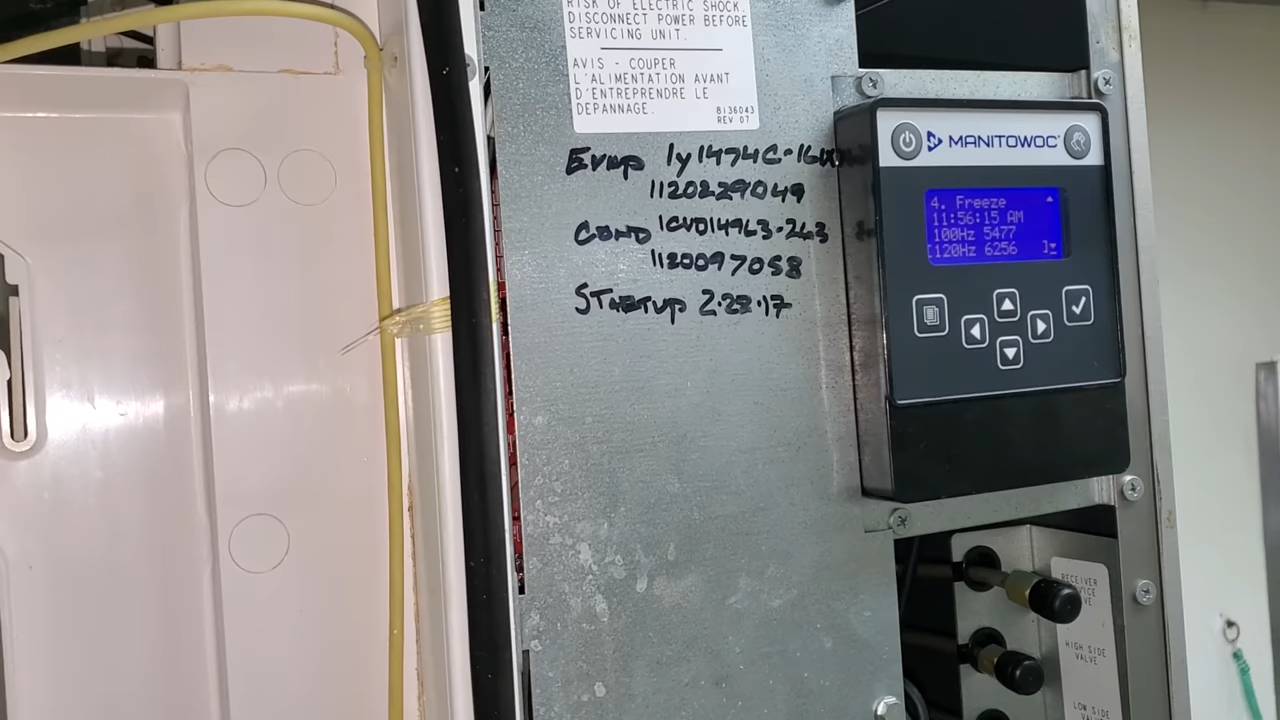 RISK OF ELECTRIC SHOCK.
DISCONNECT POWER BEFORE
SERVICING UNIT.
AVIS - COUPER
L'ALIMENTATION AVANT
D'ENTREPRENDRE LE
DEPANNAGE.
8136043
REV 07
Evap
1120229049
COND
1120097058
STARTUP 2.22.17
MANITOWOC
4. Freeze
11:56:15 AM
100Hz 5477
[120Hz 6256 ]
RECEIVER
HIGH SIDE
VALVE
LOW SIDE